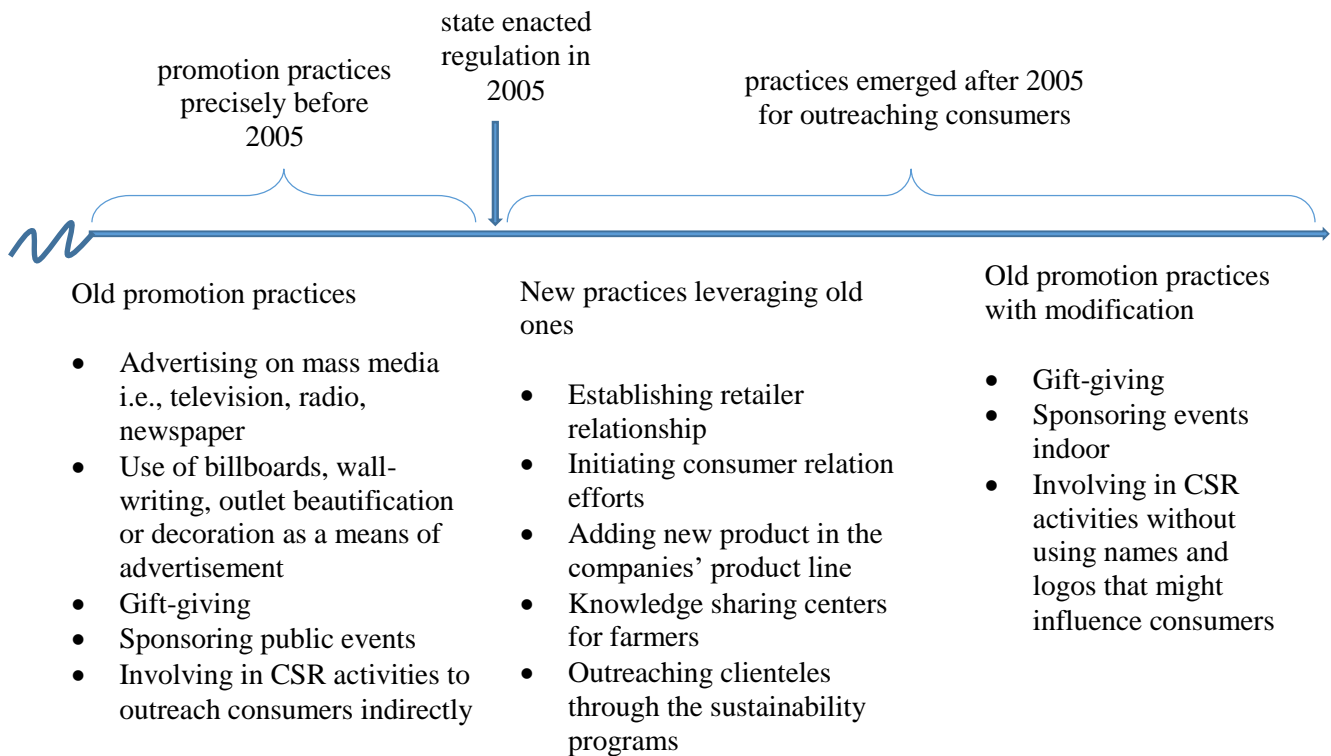 state enacted
regulation in
2005
promotion practices
precisely before
2005
practices emerged after 2005
for outreaching consumers
Old promotion practices
• Advertising on mass media
i.e., television, radio,
newspaper
• Use of billboards, wall-
writing, outlet beautification
or decoration as a means of
advertisement
• Gift-giving
• Sponsoring public events
• Involving in CSR activities to
outreach consumers indirectly
New practices leveraging old
ones
• Establishing retailer
relationship
• Initiating consumer relation
efforts
• Adding new product in the
companies’ product line
• Knowledge sharing centers
for farmers
• Outreaching clienteles
through the sustainability
programs
Old promotion practices
with modification
• Gift-giving
• Sponsoring events
indoor
• Involving in CSR
activities without
using names and
logos that might
influence consumers